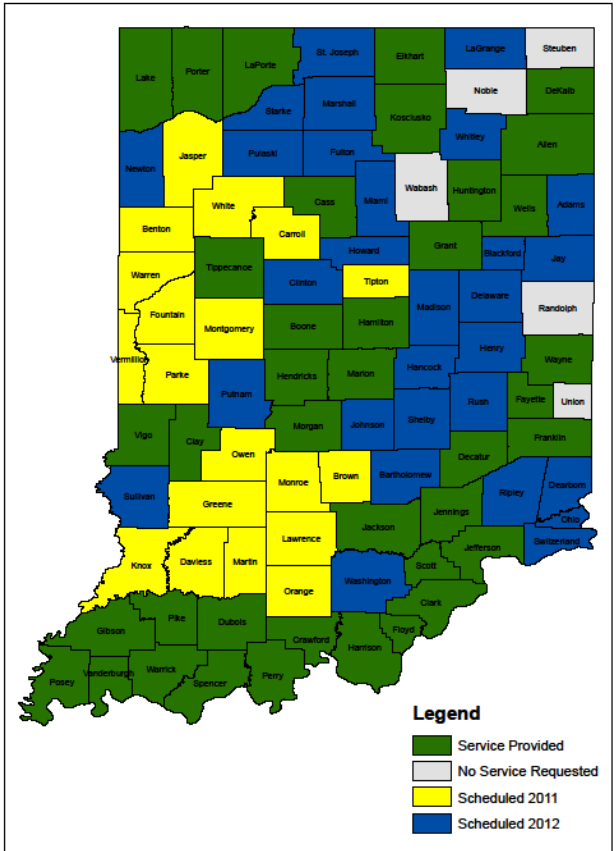 St. Joseph
LaGrange
Steuben
Elkhart
LaPorte
Porter
Lake
Noble
DeKalb
Starke
Marshall
Kosciusko
Whitley
Allen
Jasper
Newton
Pulaski
Fulton
Wabash
Huntington
White
Cass
Miami
Wells
Adams
Benton
Carroll
Howard
Grant
Blackford
Jay
Warren
Tippecanoe
Clinton
Tipton
Madison
Delaware
Randolph
Fountain
Montgomery
Boone
Hamilton
Henry
Vermillion
Parke
Putnam
Hendricks
Marion
Hancock
Wayne
Rush
Fayette
Union
Vigo
Clay
Morgan
Johnson
Shelby
Franklin
Owen
Decatur
Sullivan
Greene
Monroe
Brown
Bartholomew
Ripley
Dearborn
Jennings
Ohio
Jackson
Lawrence
Switzerland
Jefferson
Knox
Daviess
Martin
Scott
Orange
Washington
Clark
Gibson
Pike
Dubois
Crawford
Floyd
Harrison
Posey
Vanderburgh
Warrick
Spencer
Perry
Legend
Service Provided
No Service Requested
Scheduled 2011
Scheduled 2012